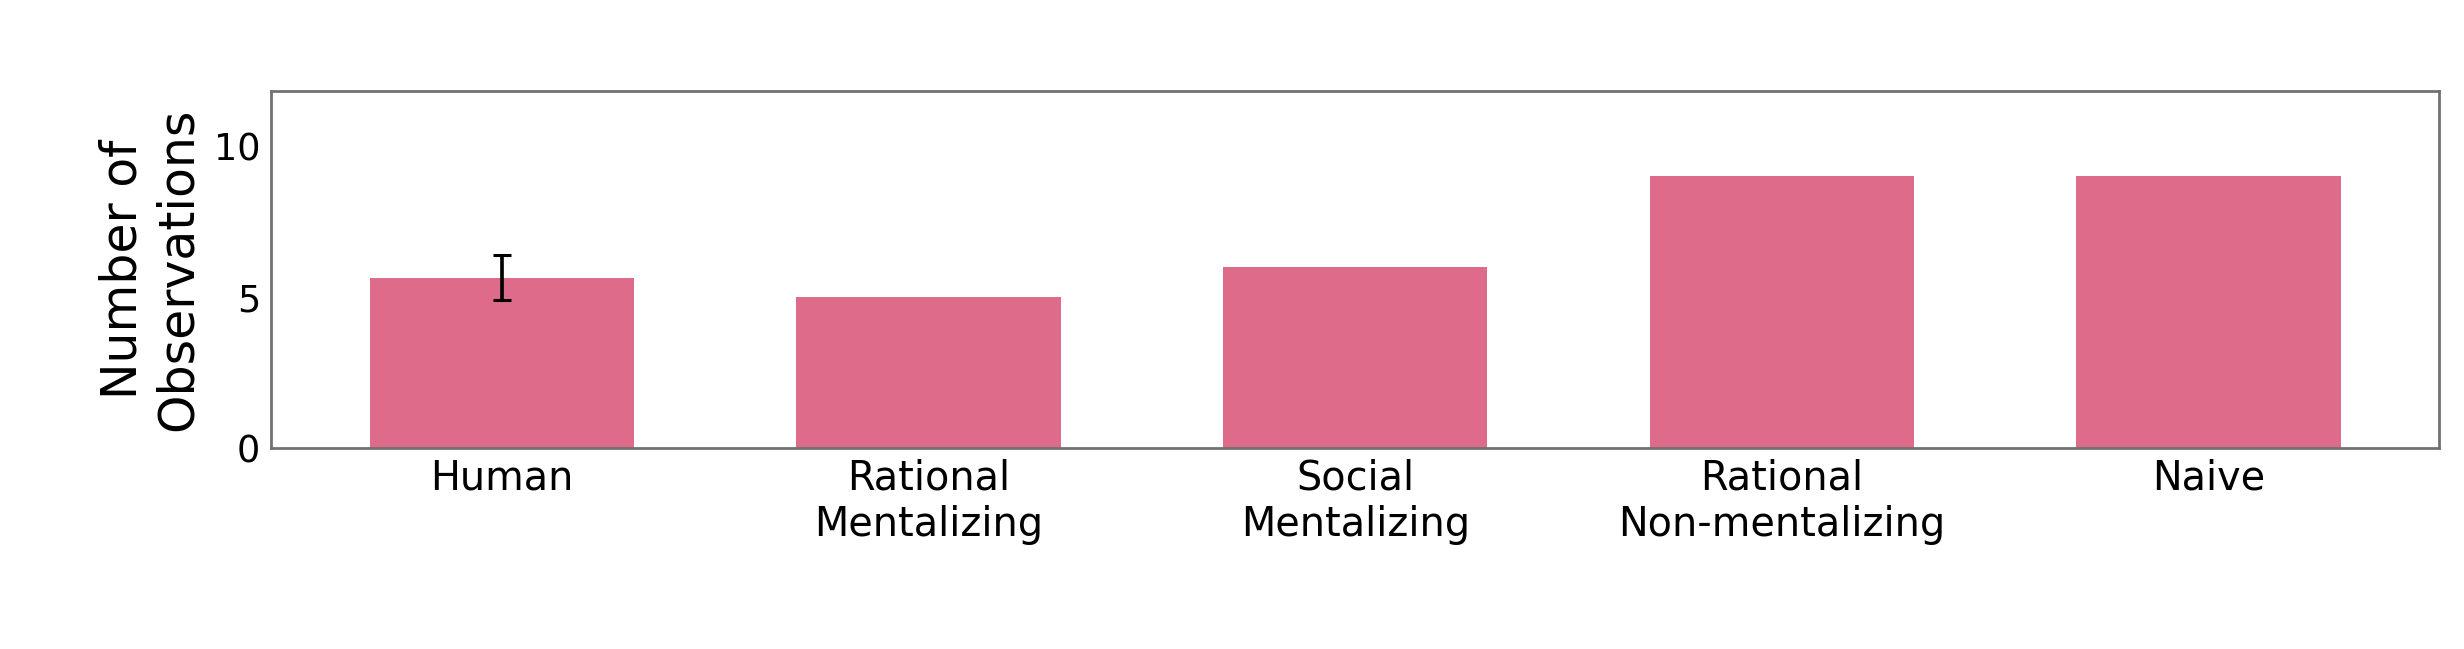 Number of
Observations
10
5
0
Human
Rational
Mentalizing
Social
Mentalizing
Rational
Non-mentalizing
Naive